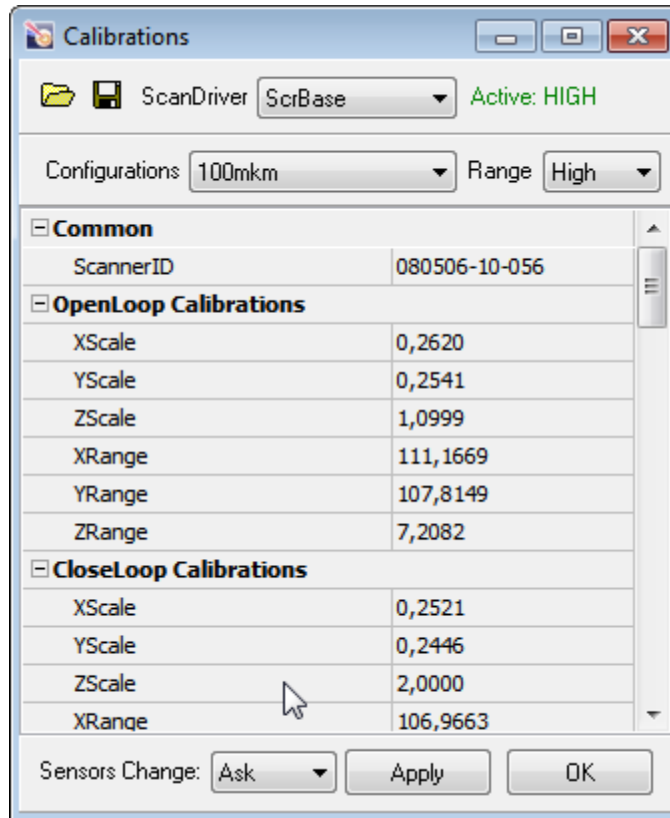 Calibrations
ScanDriver ScrBase Active: HIGH
Configurations 100mkm Range High
Common
ScannerID 080506-10-056
OpenLoop Calibrations
XScale 0,2620
YScale 0,2541
ZScale 1,0999
XRange 111,1669
YRange 107,8149
ZRange 7,2082
CloseLoop Calibrations
XScale 0,2521
YScale 0,2446
ZScale 2,0000
XRange 106,9663
Sensors Change: Ask Apply OK